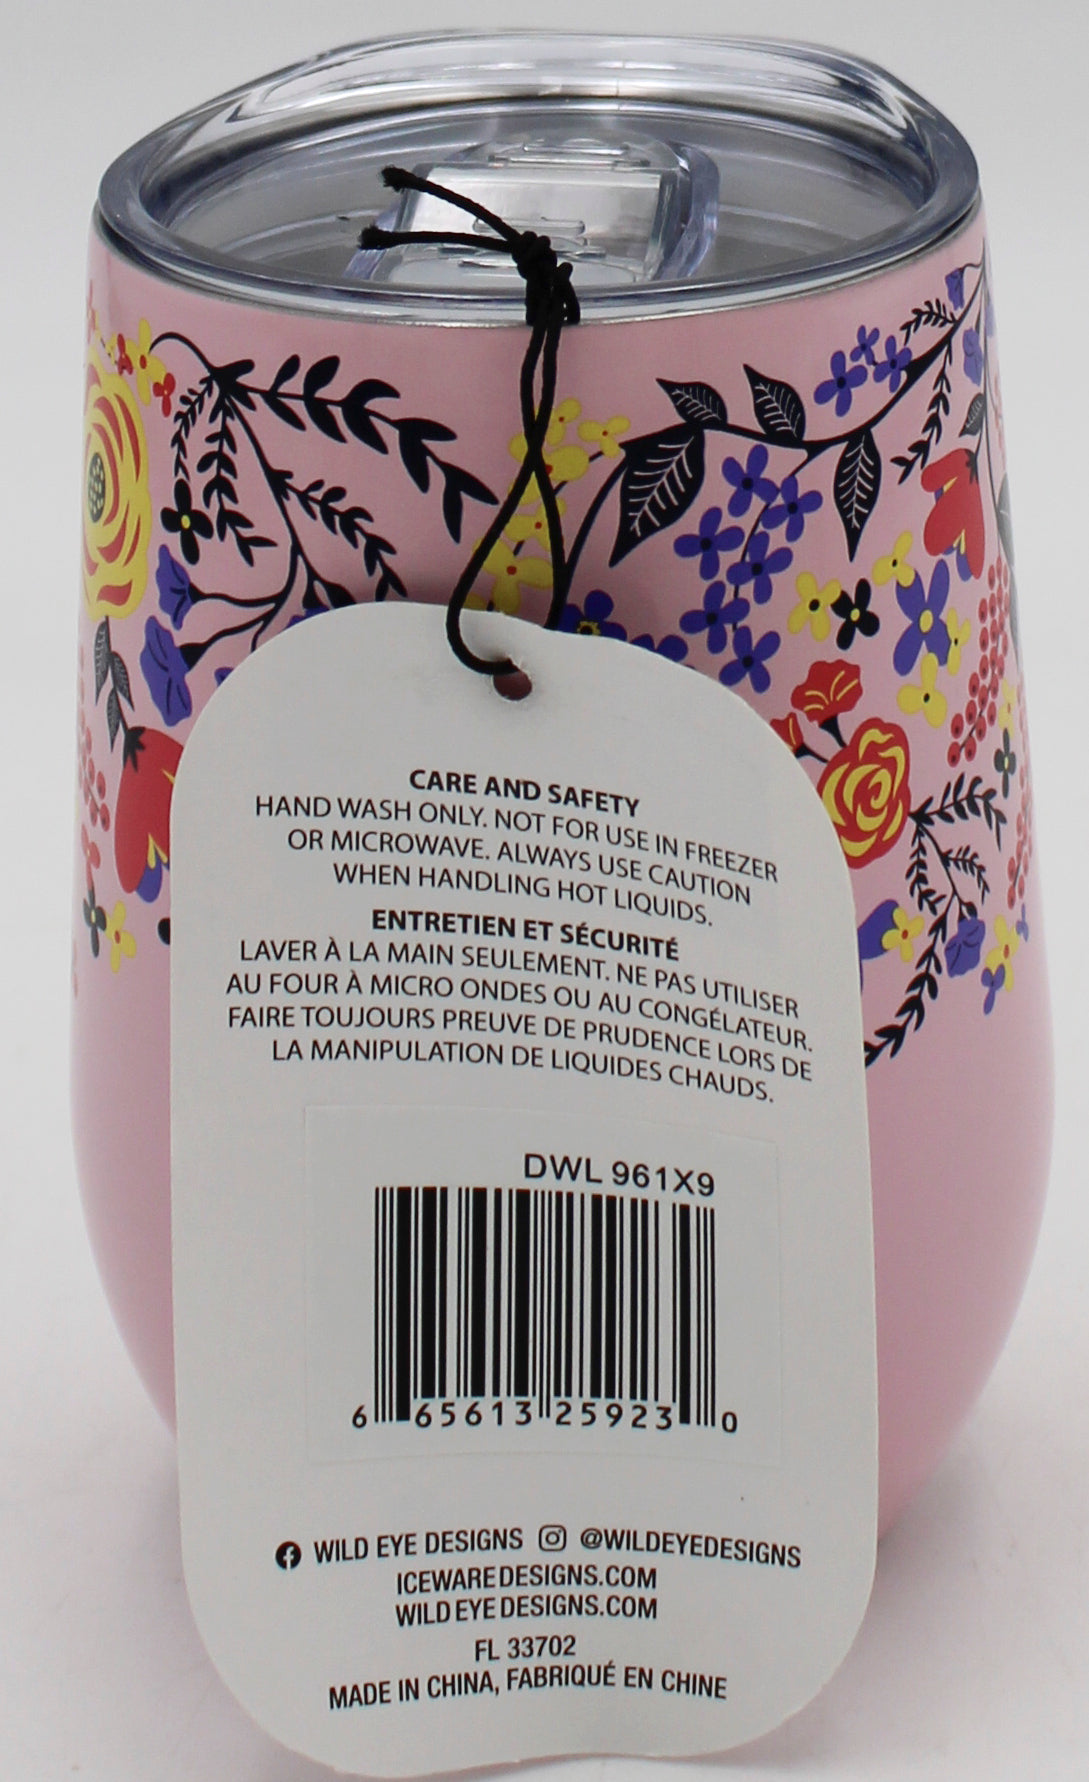 CARE AND SAFETY
HAND WASH ONLY. NOT FOR USE IN FREEZER
OR MICROWAVE. ALWAYS USE CAUTION
WHEN HANDLING HOT LIQUIDS.
ENTRETIEN ET SÉCURITÉ
LAVER À LA MAIN SEULEMENT. NE PAS UTILISER
AU FOUR À MICRO ONDES OU AU CONGÉLATEUR.
FAIRE TOUJOURS PREUVE DE PRUDENCE LORS DE
LA MANIPULATION DE LIQUIDES CHAUDS.
DWL 961X9
6 65613 25923 0
WILD EYE DESIGNS @WILDEYEDESIGNS
ICEWAREDESIGNS.COM
WILDEYEDESIGNS.COM
FL 33702
MADE IN CHINA, FABRIQUÉ EN CHINE